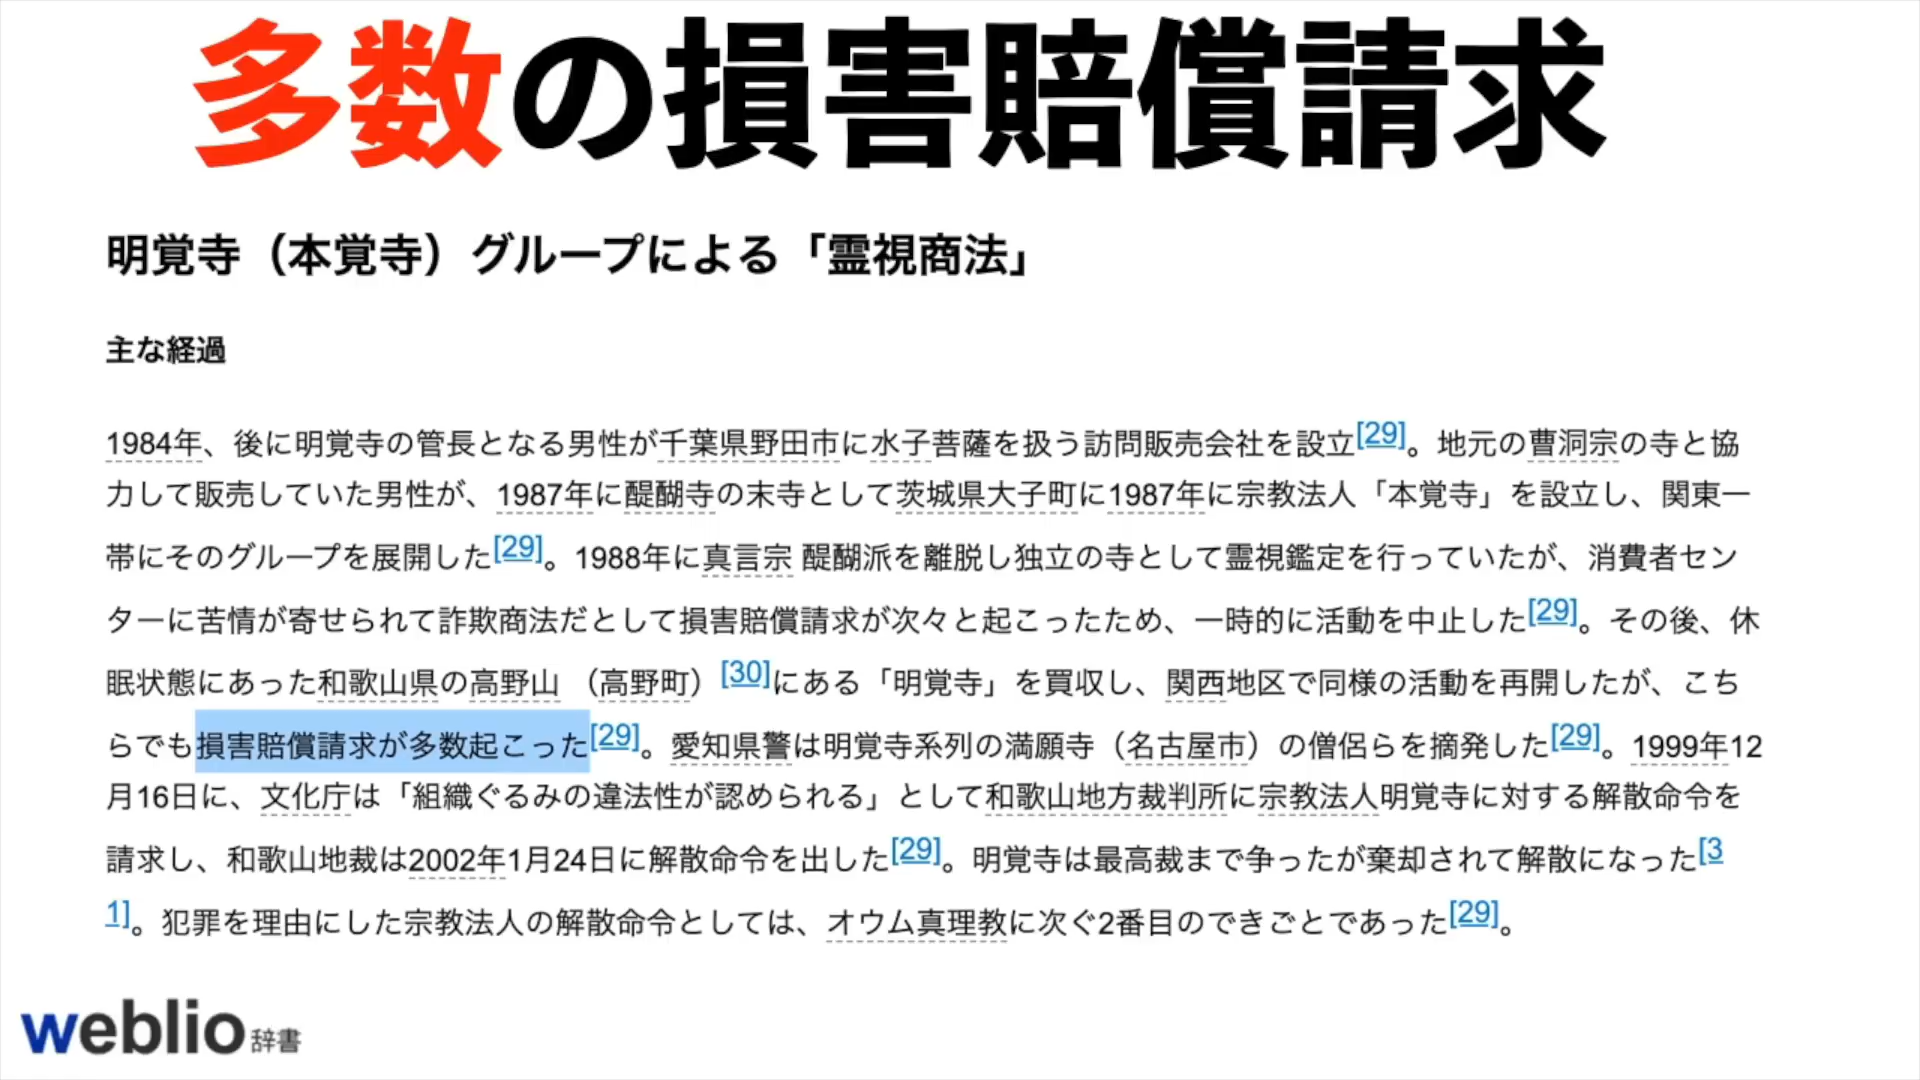 多数の損害賠償請求
明覚寺（本覚寺）グループによる「霊視商法」
主な経過
1984年、後に明覚寺の管長となる男性が千葉県野田市に水子菩薩を扱う訪問販売会社を設立[29]。地元の曹洞宗の寺と協
力して販売していた男性が、1987年に醍醐寺の末寺として茨城県大子町に1987年に宗教法人「本覚寺」を設立し、関東一
帯にそのグループを展開した[29]。1988年に真言宗 醍醐派を離脱し独立の寺として霊視鑑定を行っていたが、消費者セン
ターに苦情が寄せられて詐欺商法だとして損害賠償請求が次々と起こったため、一時的に活動を中止した[29]。その後、休
眠状態にあった和歌山県の高野山 （高野町）[30]にある「明覚寺」を買収し、関西地区で同様の活動を再開したが、こち
らでも損害賠償請求が多数起こった[29]。愛知県警は明覚寺系列の満願寺（名古屋市）の僧侶らを摘発した[29]。1999年12
月16日に、文化庁は「組織ぐるみの違法性が認められる」として和歌山地方裁判所に宗教法人明覚寺に対する解散命令を
請求し、和歌山地裁は2002年1月24日に解散命令を出した[29]。明覚寺は最高裁まで争ったが棄却されて解散になった[3
1]。犯罪を理由にした宗教法人の解散命令としては、オウム真理教に次ぐ2番目のできごとであった[29]。
weblio辞書